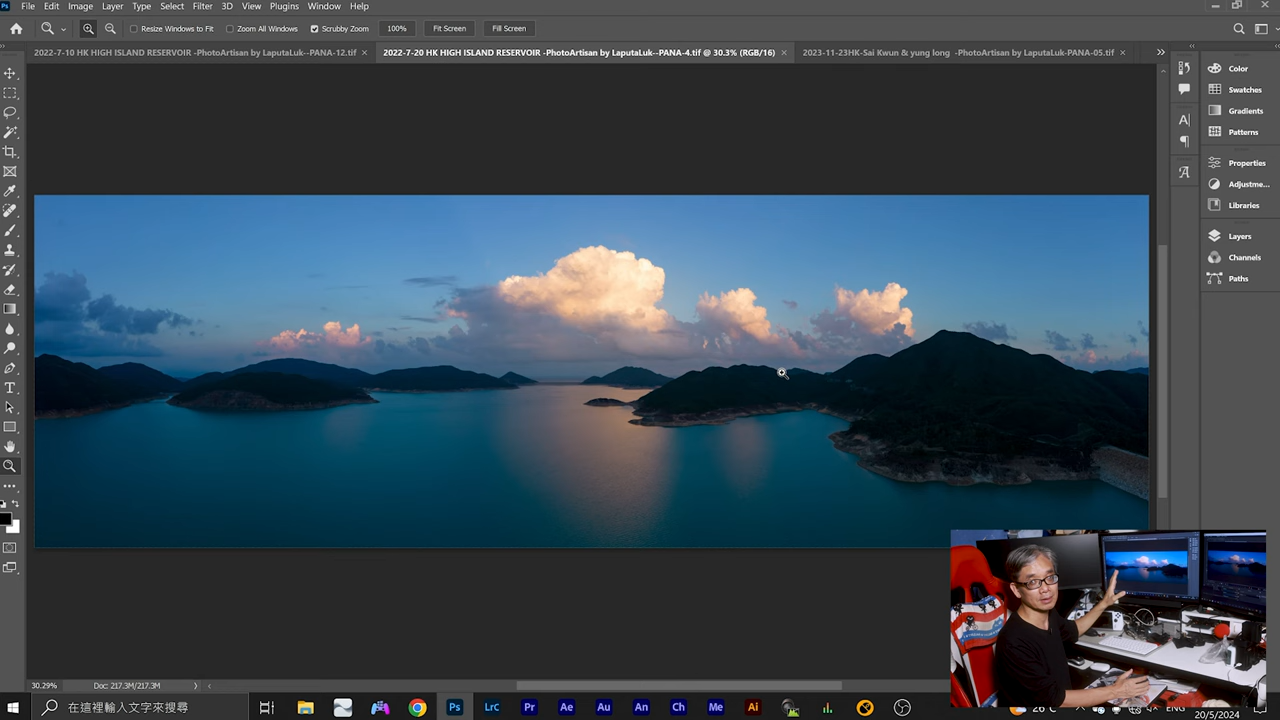 File Edit Image Layer Type Select Filter 3D View Plugins Window Help
Resize Windows to Fit Zoom All Windows Scrubby Zoom 100% Fit Screen Fill Screen
2022-7-10 HK HIGH ISLAND RESERVOIR -PhotoArtisan by LaputaLuk--PANA-12.tif × 2022-7-20 HK HIGH ISLAND RESERVOIR -PhotoArtisan by LaputaLuk--PANA-4.tif @ 30.3% (RGB/16) × 2023-11-23HK-Sai Kwun & yung long -PhotoArtisan by LaputaLuk-PANA-05.tif ×
Color
Swatches
Gradients
Patterns
Properties
Adjustme...
Libraries
Layers
Channels
Paths
30.29% Doc: 217.3M/217.3M
在這裡輸入文字來搜尋
Ps LrC Pr Ae Au An Ch Me Ai
26°C ENG
20/5/2024